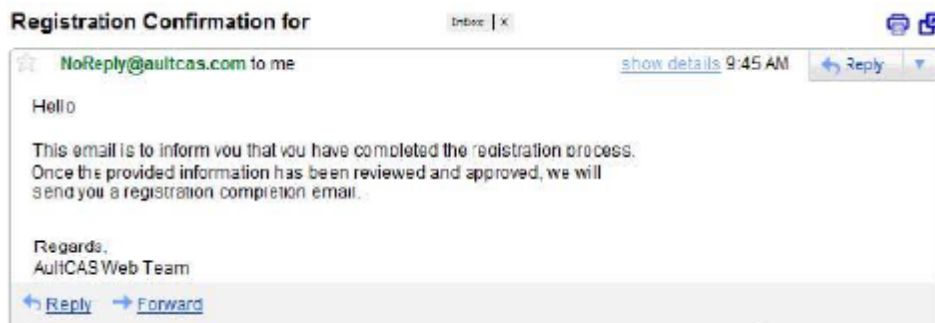 Registration Confirmation for
Inbox | X
NoReply@aultcas.com to me
show details 9:45 AM
Reply
Hello
This email is to inform you that you have completed the registration process.
Once the provided information has been reviewed and approved, we will
send you a registration completion email.
Regards,
AultCAS Web Team
Reply
Forward